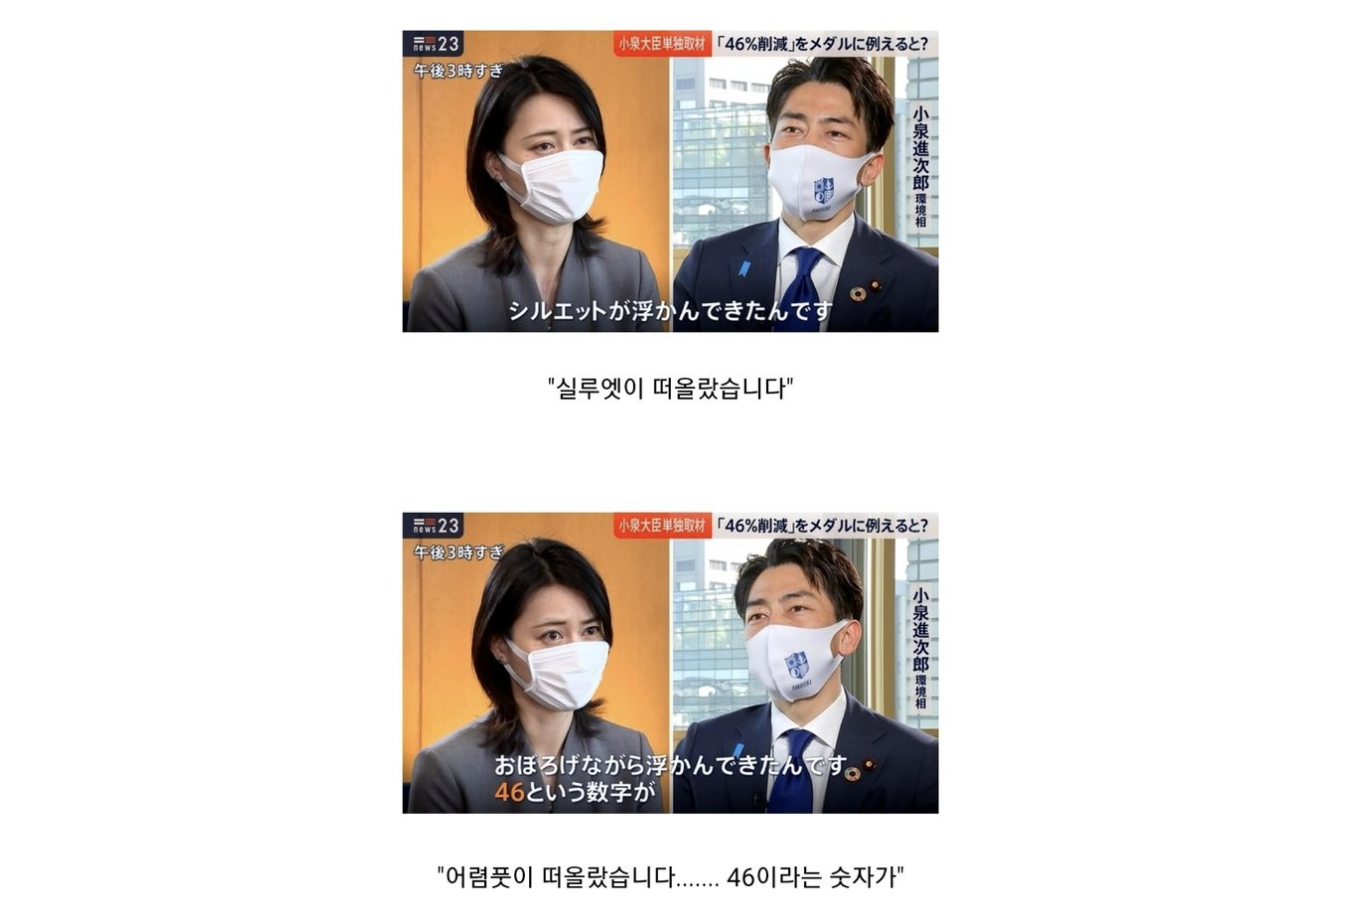 news23
小泉大臣単独取材
「46%削減」をメダルに例えると?
午後3時すぎ
小泉進次郎 環境相
シルエットが浮かんできたんです
"실루엣이 떠올랐습니다"
news23
小泉大臣単独取材
「46%削減」をメダルに例えると?
午後3時すぎ
小泉進次郎 環境相
おぼろげながら浮かんできたんです
46という数字が
"어렴풋이 떠올랐습니다....... 46이라는 숫자가"